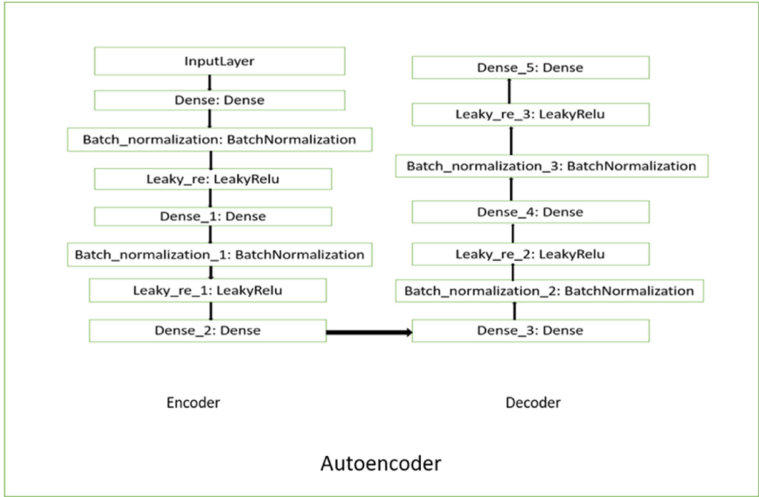 InputLayer
Dense: Dense
Batch_normalization: BatchNormalization
Leaky_re: LeakyRelu
Dense_1: Dense
Batch_normalization_1: BatchNormalization
Leaky_re_1: LeakyRelu
Dense_2: Dense
Encoder
Dense_5: Dense
Leaky_re_3: LeakyRelu
Batch_normalization_3: BatchNormalization
Dense_4: Dense
Leaky_re_2: LeakyRelu
Batch_normalization_2: BatchNormalization
Dense_3: Dense
Decoder
Autoencoder